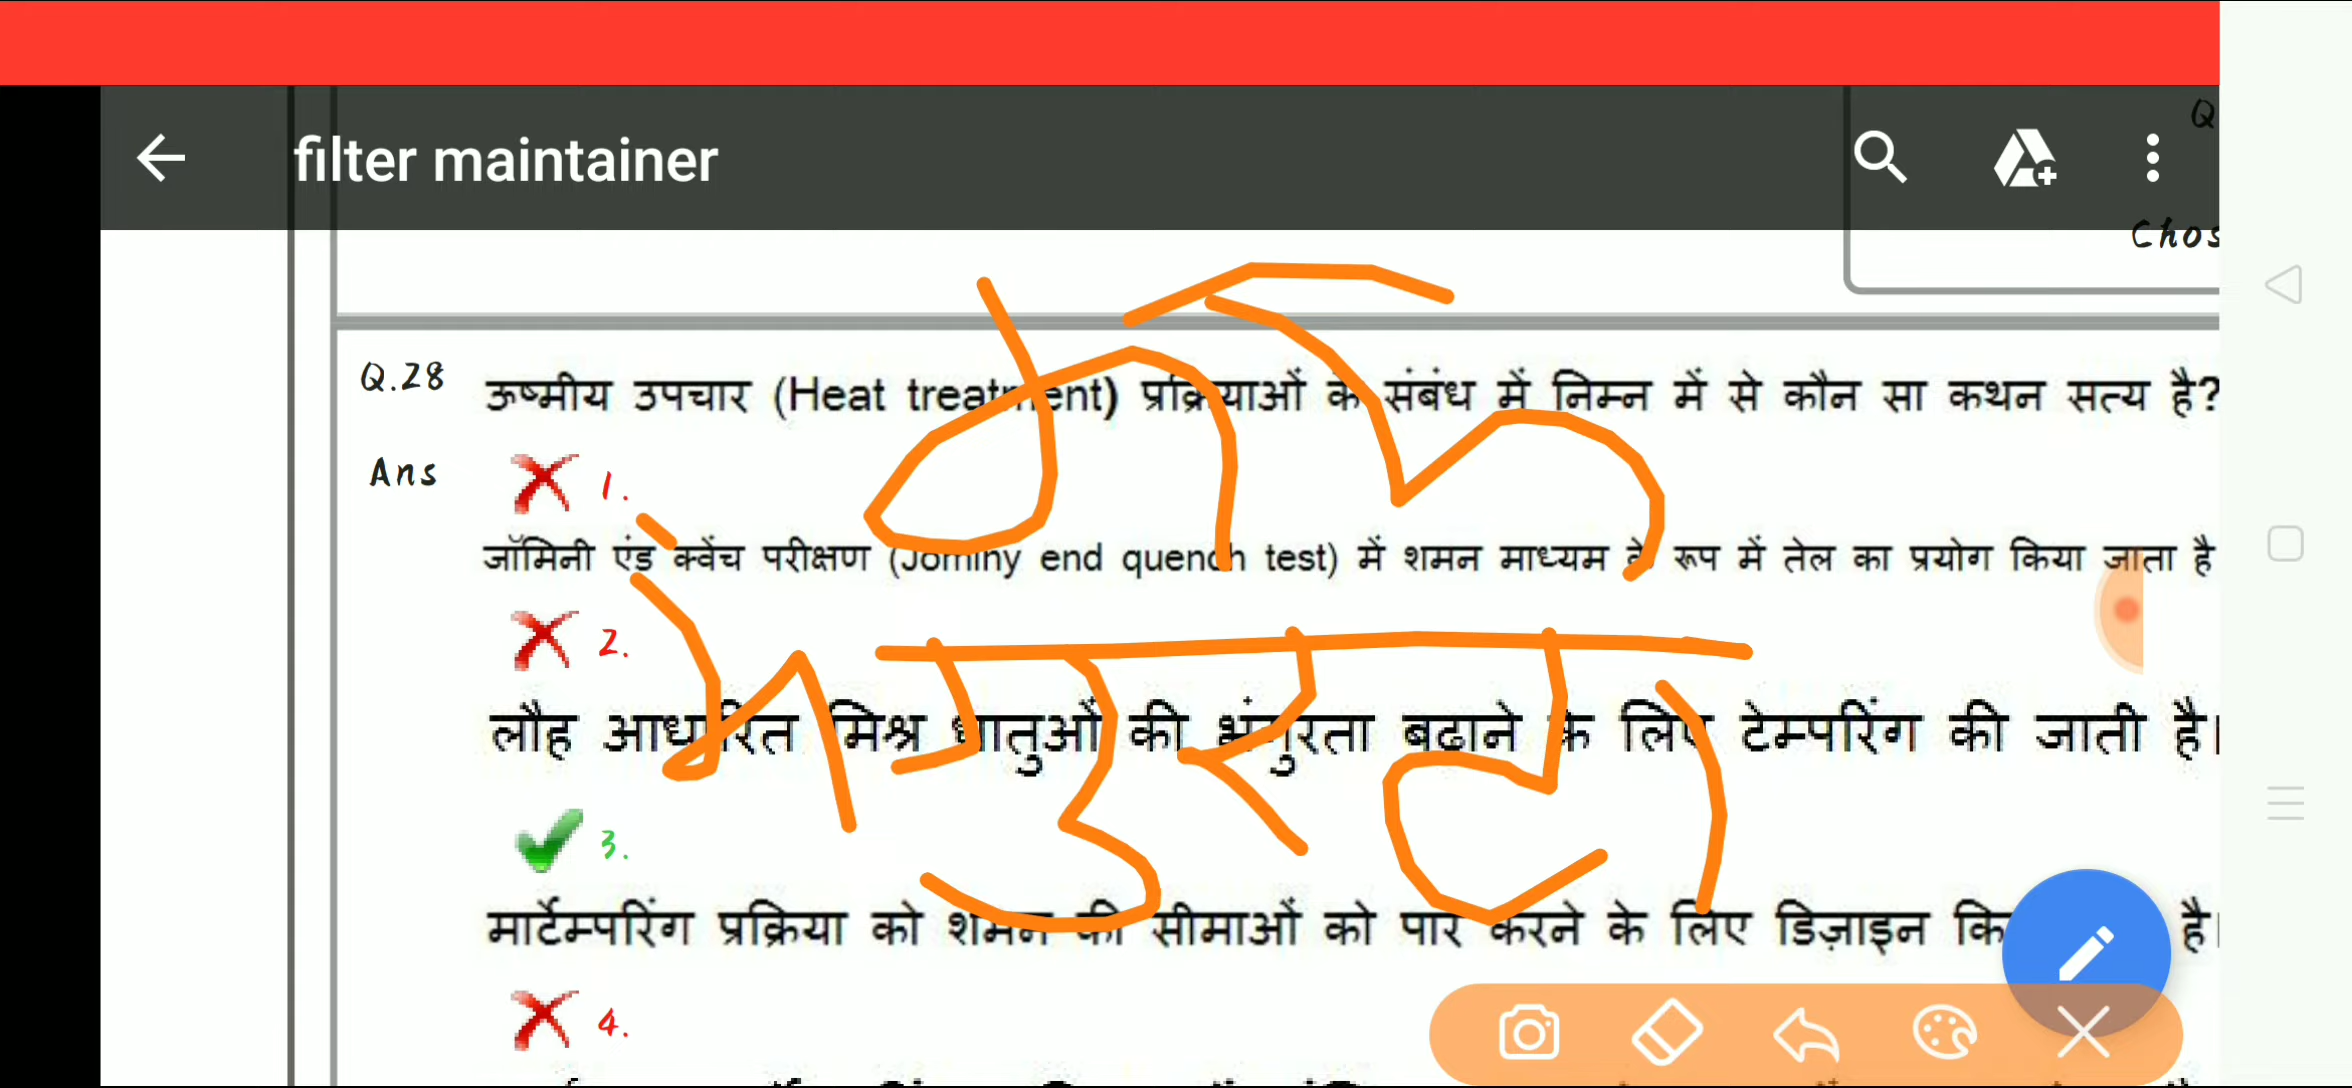 filter maintainer
Q
Chos
Q.28 ऊष्मीय उपचार (Heat treatment) प्रक्रियाओं के संबंध में निम्न में से कौन सा कथन सत्य है?
Ans 1.
जॉमिनी एंड क्वेंच परीक्षण (Jominy end quench test) में शमन माध्यम के रूप में तेल का प्रयोग किया जाता है
2.
लौह आधारित मिश्र धातुओं की भंगुरता बढ़ाने के लिए टेम्परिंग की जाती है।
3.
मार्टेम्परिंग प्रक्रिया को शमन की सीमाओं को पार करने के लिए डिज़ाइन कि है।
4.